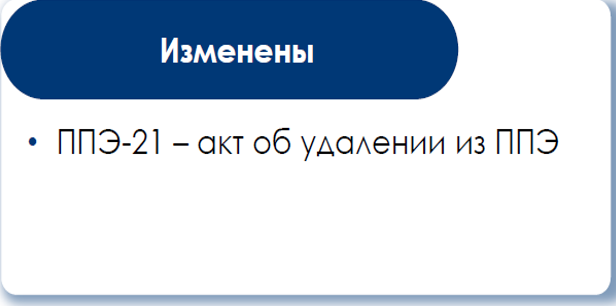 Изменены
• ППЭ-21 – акт об удалении из ППЭ